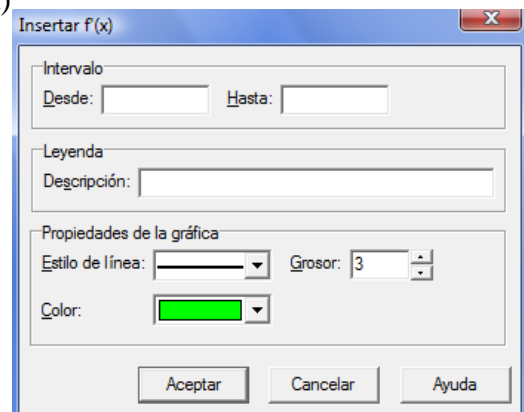 )
Insertar f'(x)
x
Intervalo
Desde: Hasta:
Leyenda
Descripción:
Propiedades de la gráfica
Estilo de línea: Grosor: 3
Color:
Aceptar Cancelar Ayuda